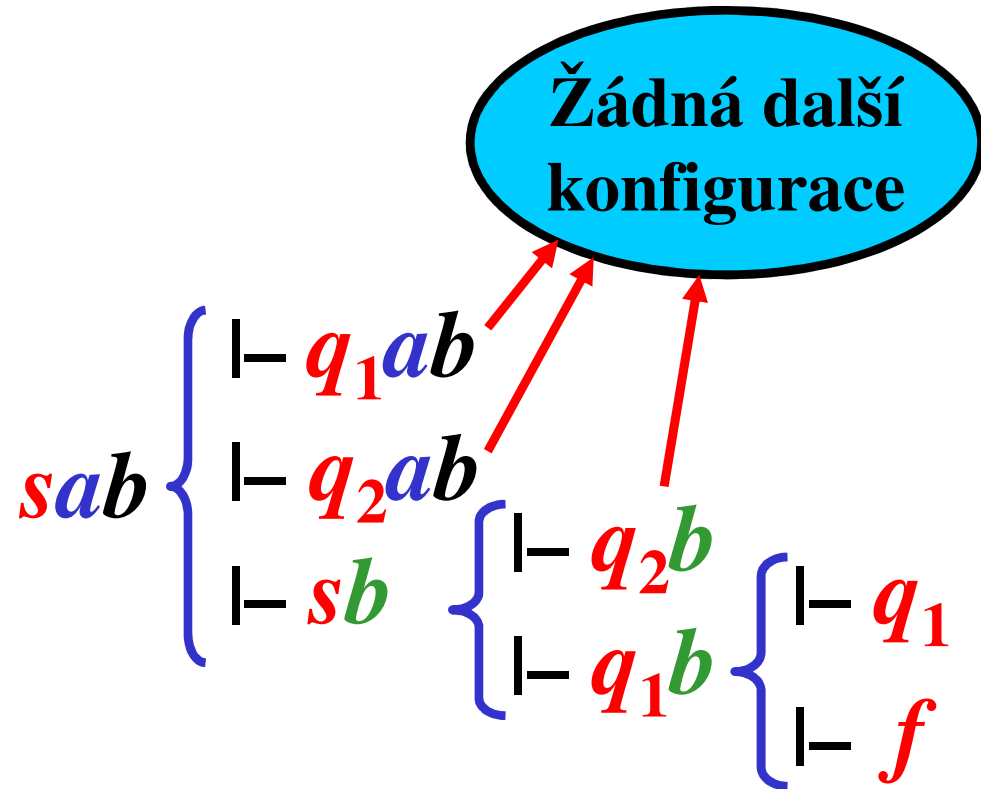 Žádná další
konfigurace
|– q₁ab
|– q₂ab
sab
|– q₂b
|– sb
|– q₁
|– q₁b
|– f